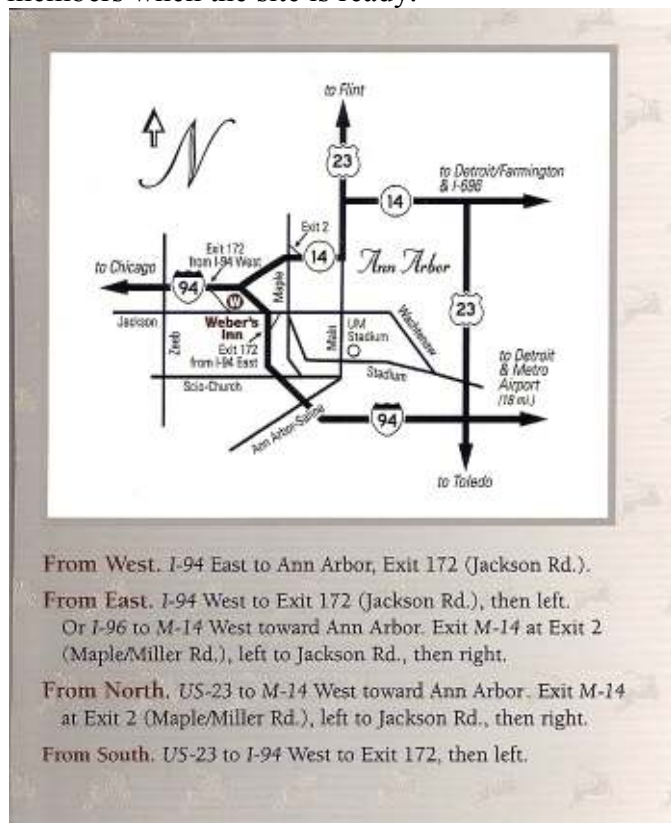 members when the site is ready.
to Flint
N
23
to Detroit/Farmington
& I-696
14
Exit 2
Exit 172
from I-94 West
14
Ann Arbor
to Chicago
94
W
Maple
23
Jackson
Weber's
Inn
Zeeb
Main
UM
Stadium
Washtenaw
Exit 172
from I-94 East
Stadium
to Detroit
& Metro
Airport
(18 mi.)
Scio-Church
94
Ann Arbor-Saline
to Toledo
From West. I-94 East to Ann Arbor, Exit 172 (Jackson Rd.).
From East. I-94 West to Exit 172 (Jackson Rd.), then left.
Or I-96 to M-14 West toward Ann Arbor. Exit M-14 at Exit 2
(Maple/Miller Rd.), left to Jackson Rd., then right.
From North. US-23 to M-14 West toward Ann Arbor. Exit M-14
at Exit 2 (Maple/Miller Rd.), left to Jackson Rd., then right.
From South. US-23 to I-94 West to Exit 172, then left.